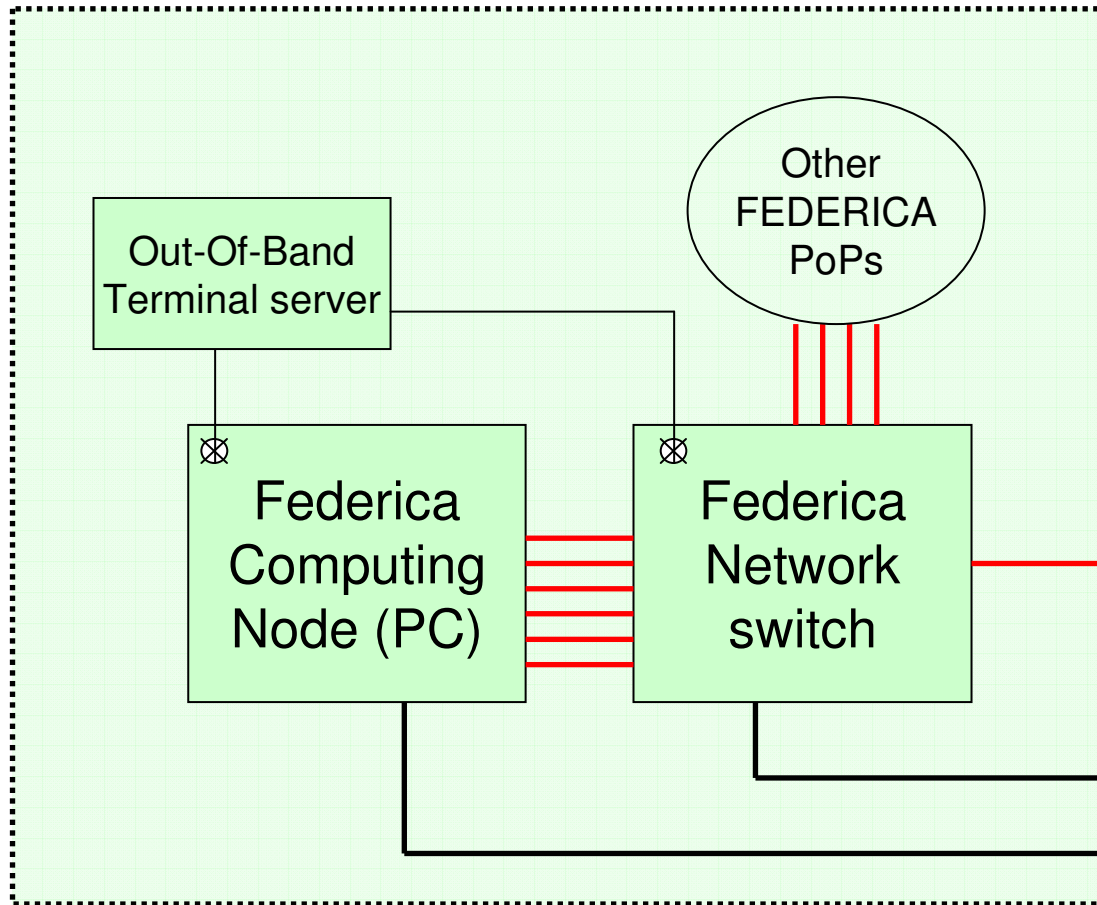 Other
FEDERICA
PoPs
Out-Of-Band
Terminal server
Federica
Computing
Node (PC)
Federica
Network
switch